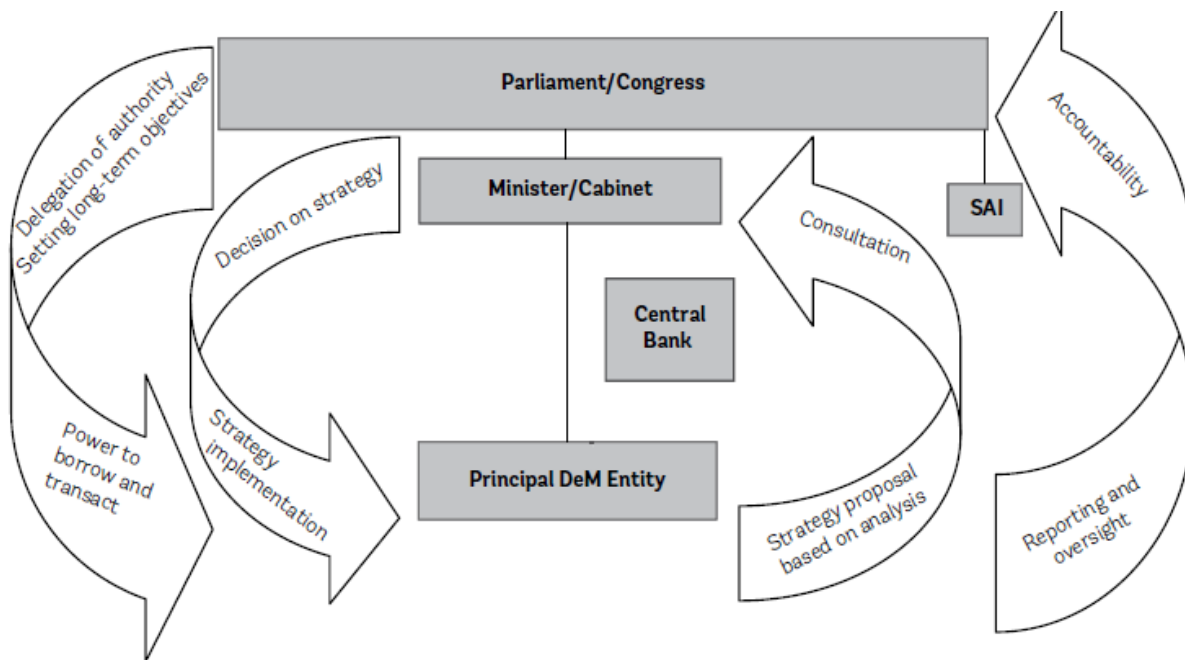 Parliament/Congress
Delegation of authority
Setting long-term objectives
Power to
borrow and
transact
Decision on strategy
Strategy
implementation
Minister/Cabinet
Central
Bank
Principal DeM Entity
SAI
Consultation
Strategy proposal
based on analysis
Accountability
Reporting and
oversight